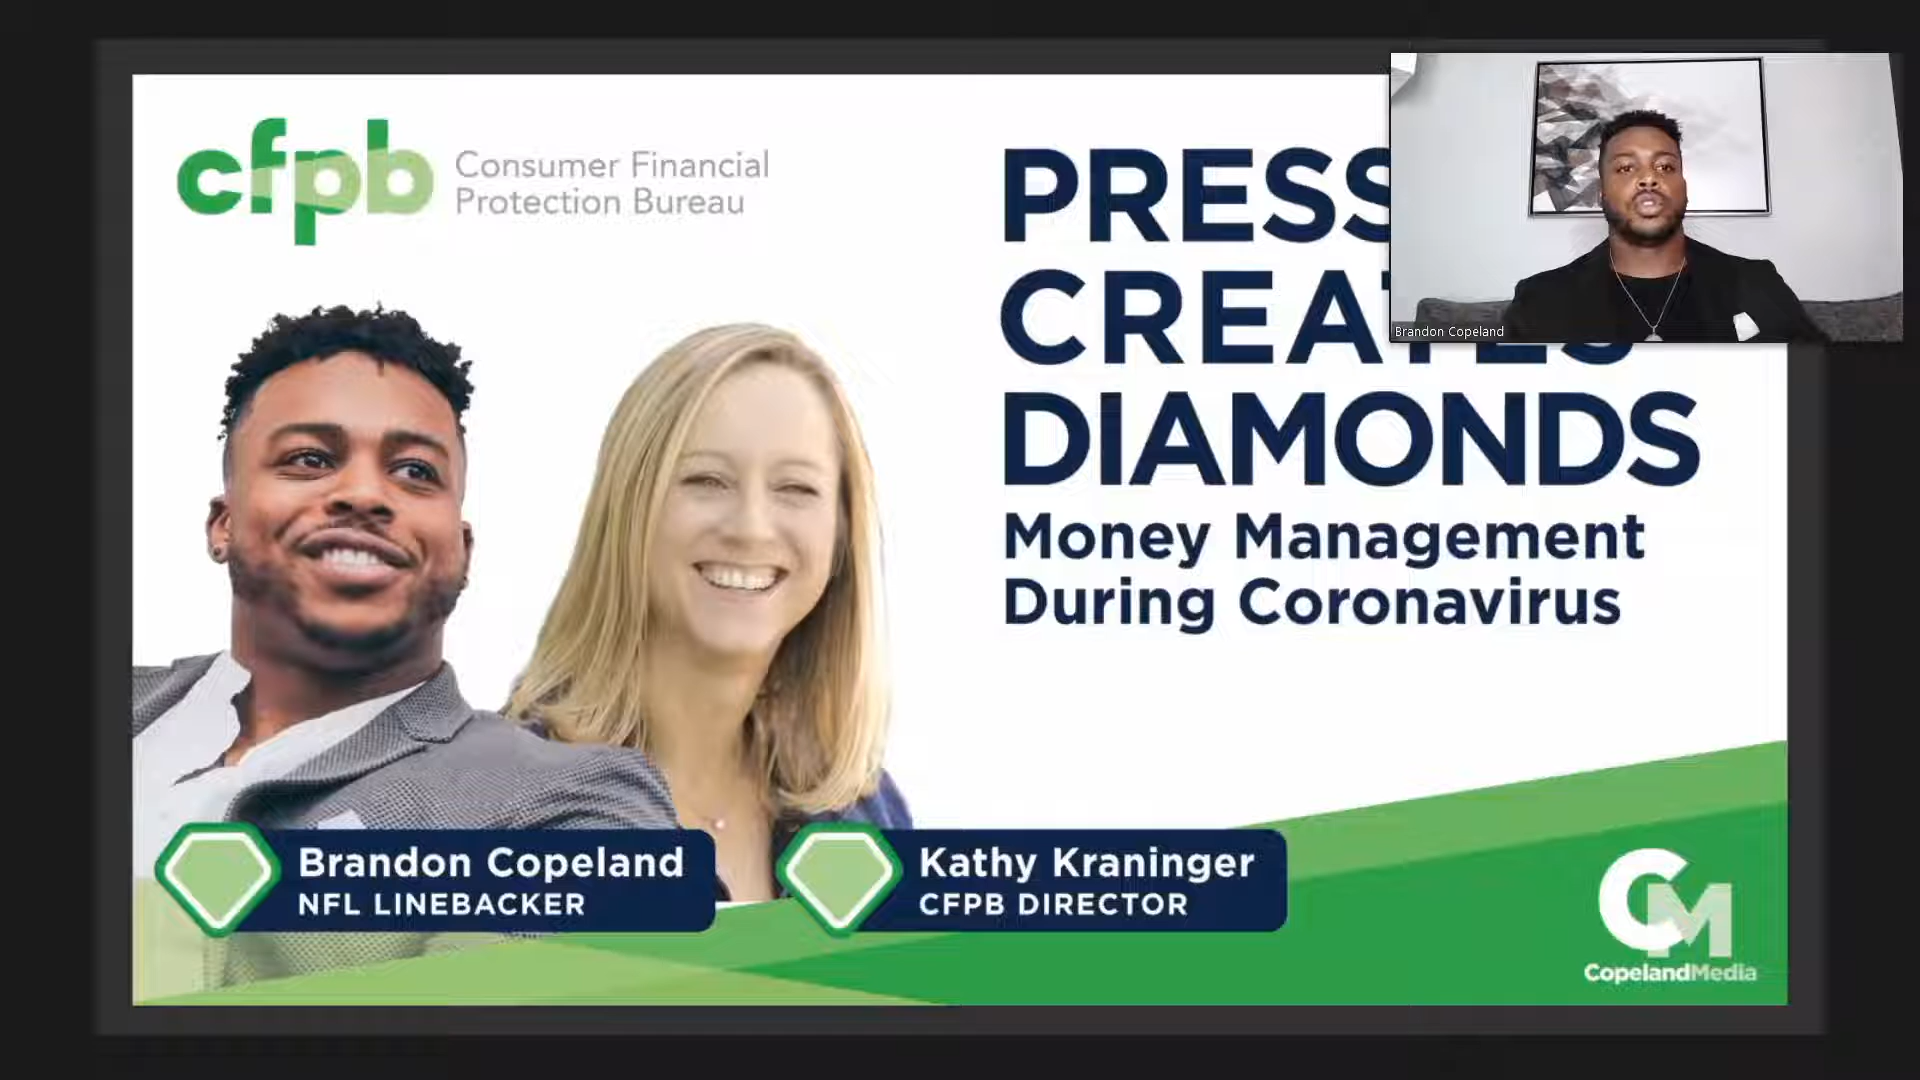 cfpb Consumer Financial
Protection Bureau
PRESS
CREATES
DIAMONDS
Money Management
During Coronavirus
Brandon Copeland
Brandon Copeland
NFL LINEBACKER
Kathy Kraninger
CFPB DIRECTOR
CM
CopelandMedia